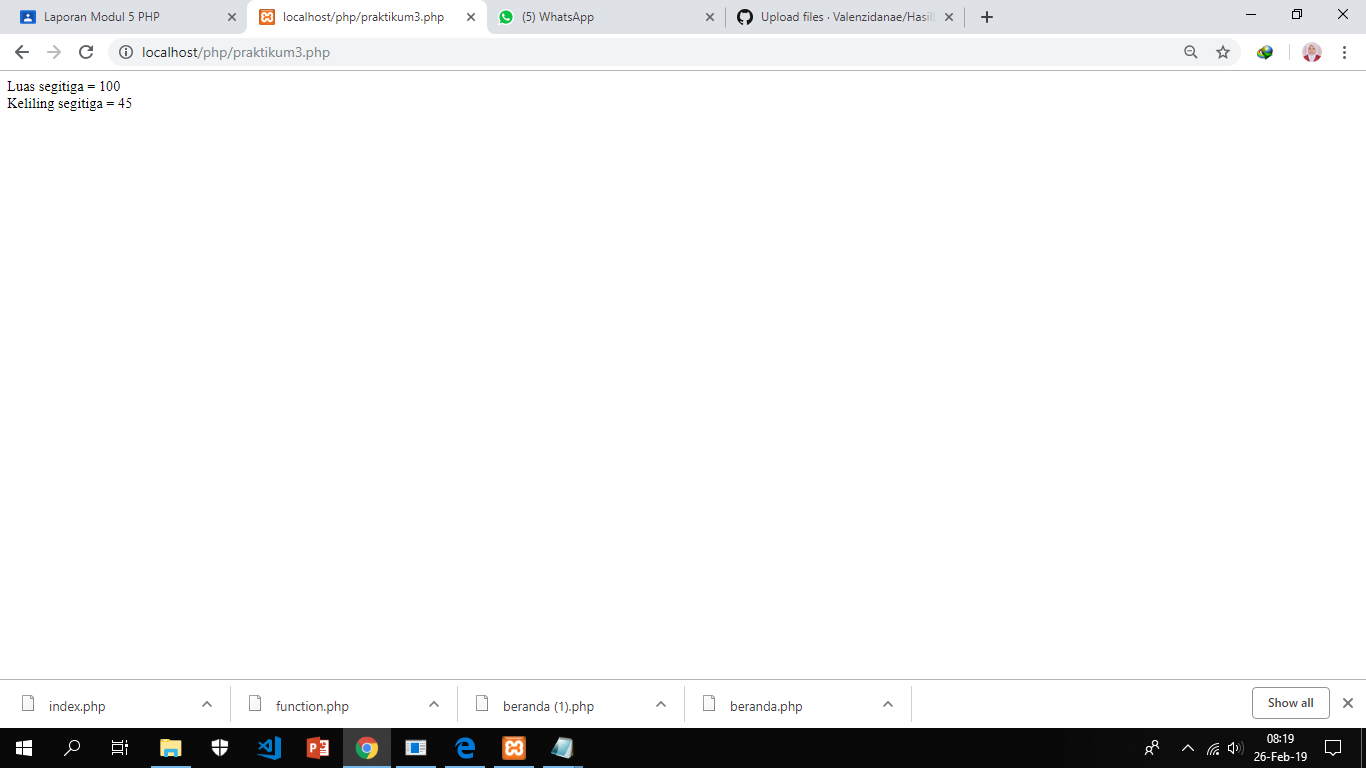 Laporan Modul 5 PHP
localhost/php/praktikum3.php
(5) WhatsApp
Upload files · Valenzidanae/Hasil
localhost/php/praktikum3.php
Luas segitiga = 100
Keliling segitiga = 45
index.php
function.php
beranda (1).php
beranda.php
Show all
08:19
26-Feb-19